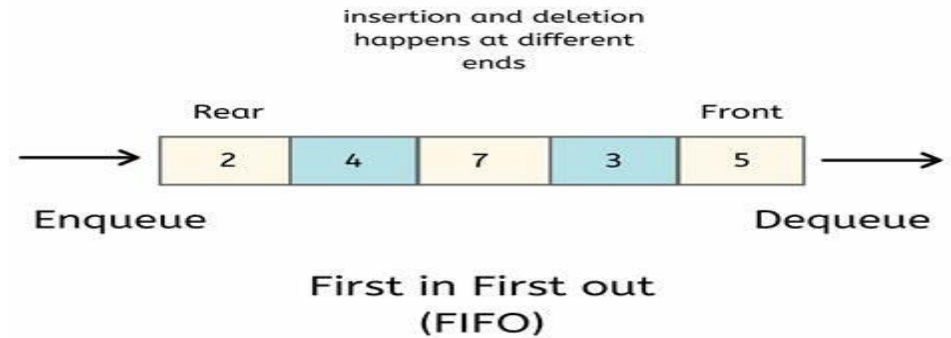 insertion and deletion
happens at different
ends
Rear Front
2 4 7 3 5
Enqueue Dequeue
First in First out
(FIFO)